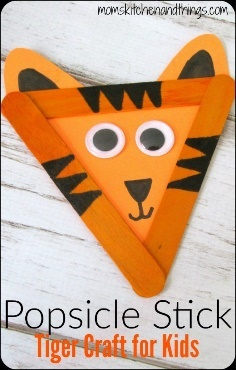 momskitchenandthings.com
Popsicle Stick
Tiger Craft for Kids